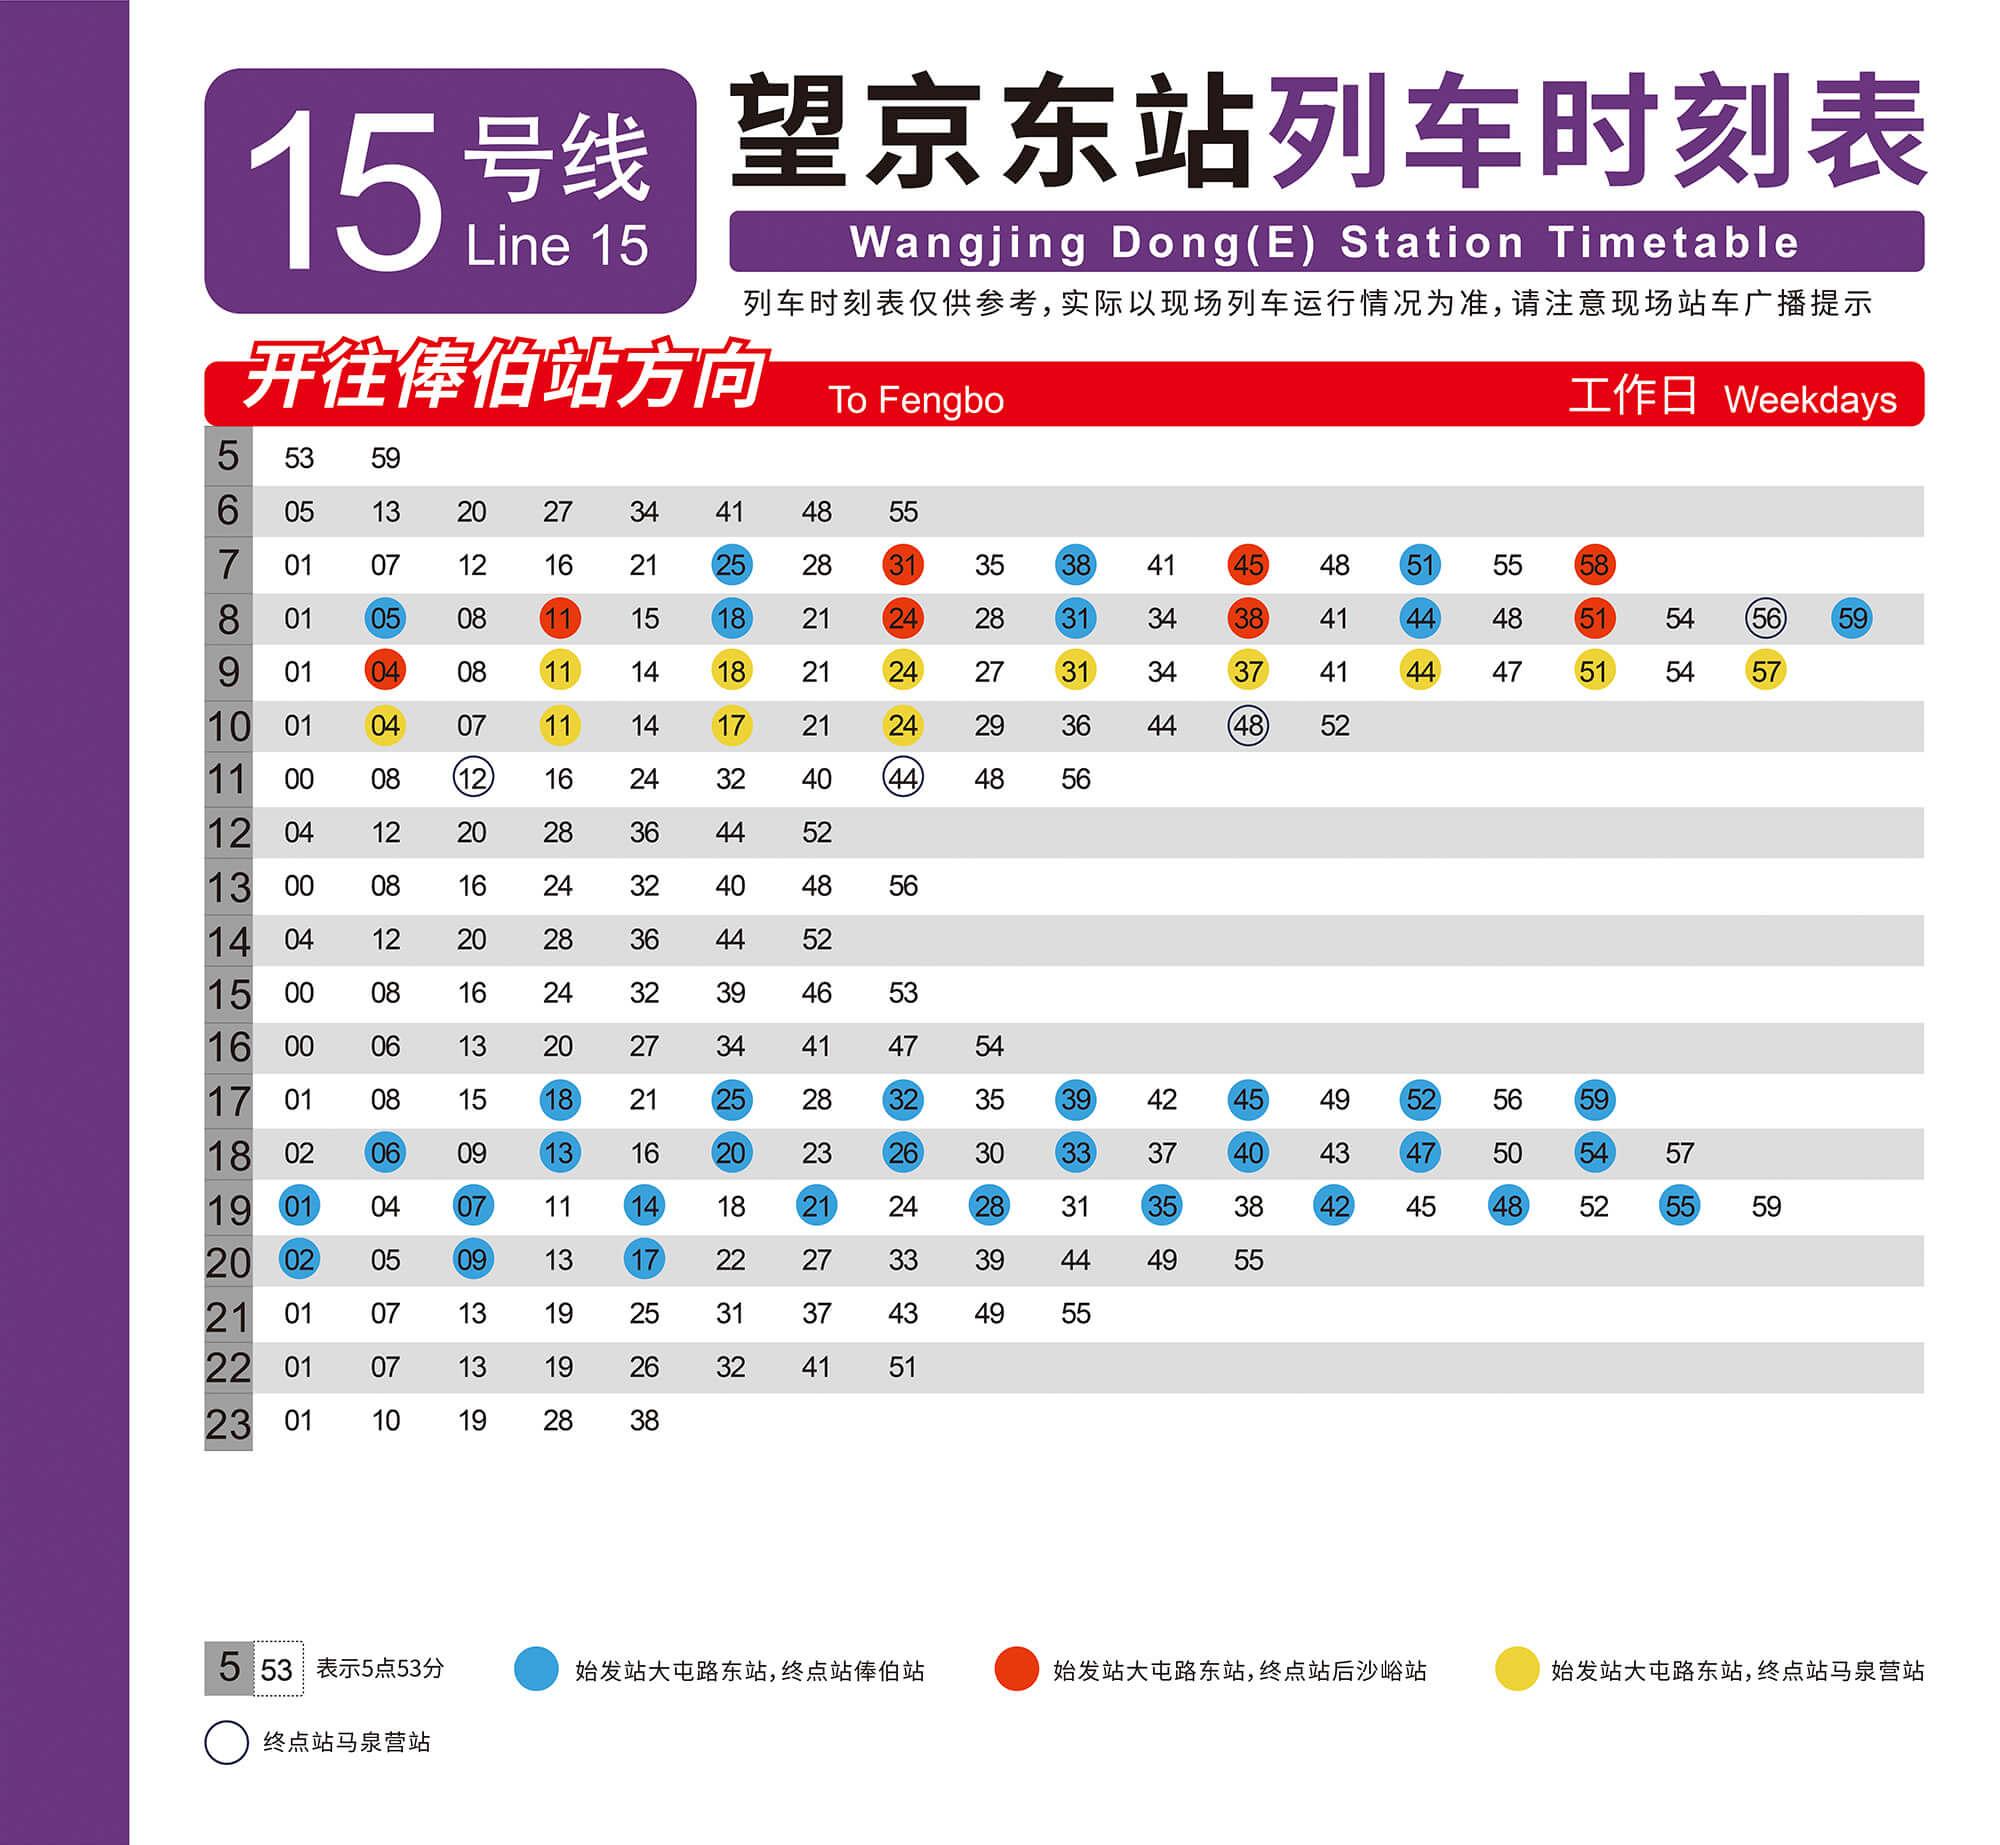 15号线
Line 15
望京东站列车时刻表
Wangjing Dong(E) Station Timetable
列车时刻表仅供参考,实际以现场列车运行情况为准,请注意现场站车广播提示
开往俸伯站方向 To Fengbo 工作日 Weekdays
5 53 59
6 05 13 20 27 34 41 48 55
7 01 07 12 16 21 25 28 31 35 38 41 45 48 51 55 58
8 01 05 08 11 15 18 21 24 28 31 34 38 41 44 48 51 54 56 59
9 01 04 08 11 14 18 21 24 27 31 34 37 41 44 47 51 54 57
10 01 04 07 11 14 17 21 24 29 36 44 48 52
11 00 08 12 16 24 32 40 44 48 56
12 04 12 20 28 36 44 52
13 00 08 16 24 32 40 48 56
14 04 12 20 28 36 44 52
15 00 08 16 24 32 39 46 53
16 00 06 13 20 27 34 41 47 54
17 01 08 15 18 21 25 28 32 35 39 42 45 49 52 56 59
18 02 06 09 13 16 20 23 26 30 33 37 40 43 47 50 54 57
19 01 04 07 11 14 18 21 24 28 31 35 38 42 45 48 52 55 59
20 02 05 09 13 17 22 27 33 39 44 49 55
21 01 07 13 19 25 31 37 43 49 55
22 01 07 13 19 26 32 41 51
23 01 10 19 28 38
5 53 表示5点53分 始发站大屯路东站,终点站俸伯站 始发站大屯路东站,终点站后沙峪站 始发站大屯路东站,终点站马泉营站
终点站马泉营站